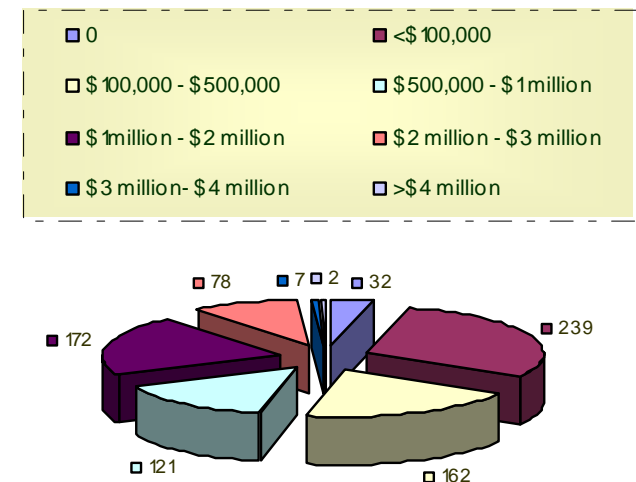 0 <$100,000
$100,000 - $500,000 $500,000 - $1million
$1million - $2 million $2 million - $3 million
$3 million- $4 million >$4 million
78 7 2 32
172 239
121 162